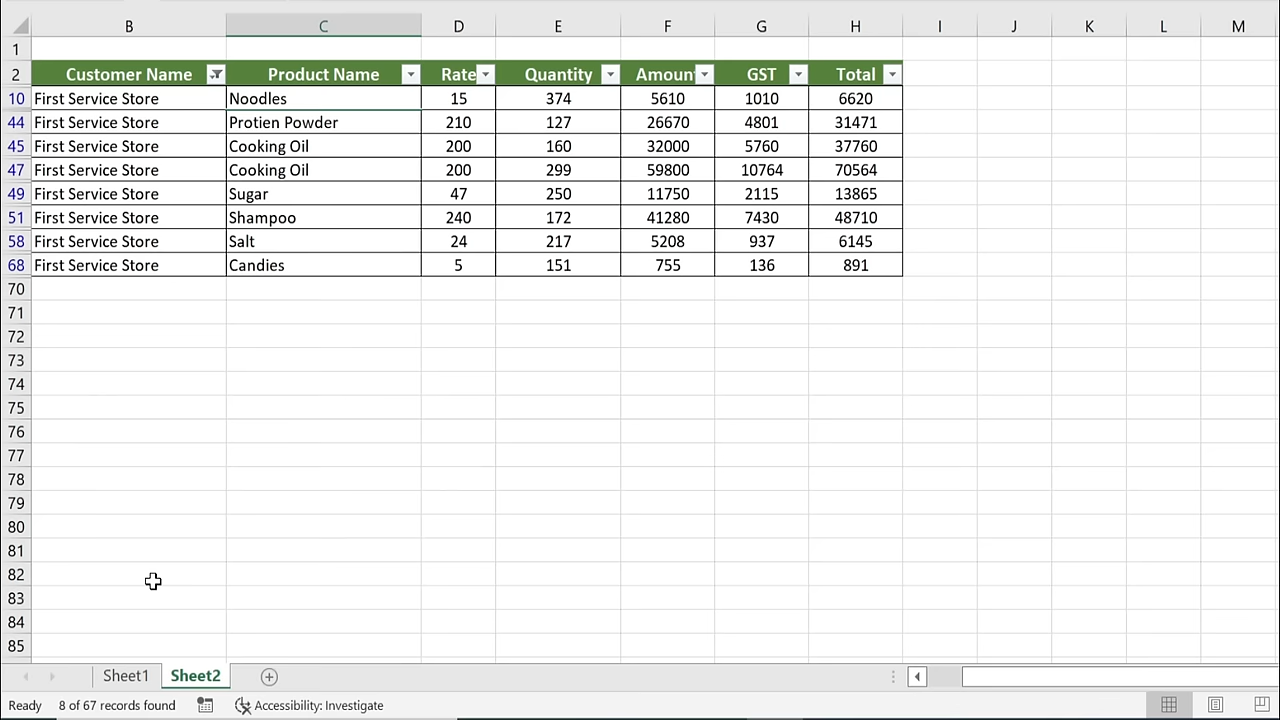 B C D E F G H I J K L M
1
2 Customer Name Product Name Rate Quantity Amoun GST Total
10 First Service Store Noodles 15 374 5610 1010 6620
44 First Service Store Protien Powder 210 127 26670 4801 31471
45 First Service Store Cooking Oil 200 160 32000 5760 37760
47 First Service Store Cooking Oil 200 299 59800 10764 70564
49 First Service Store Sugar 47 250 11750 2115 13865
51 First Service Store Shampoo 240 172 41280 7430 48710
58 First Service Store Salt 24 217 5208 937 6145
68 First Service Store Candies 5 151 755 136 891
70
71
72
73
74
75
76
77
78
79
80
81
82
83
84
85
Sheet1 Sheet2
Ready 8 of 67 records found Accessibility: Investigate